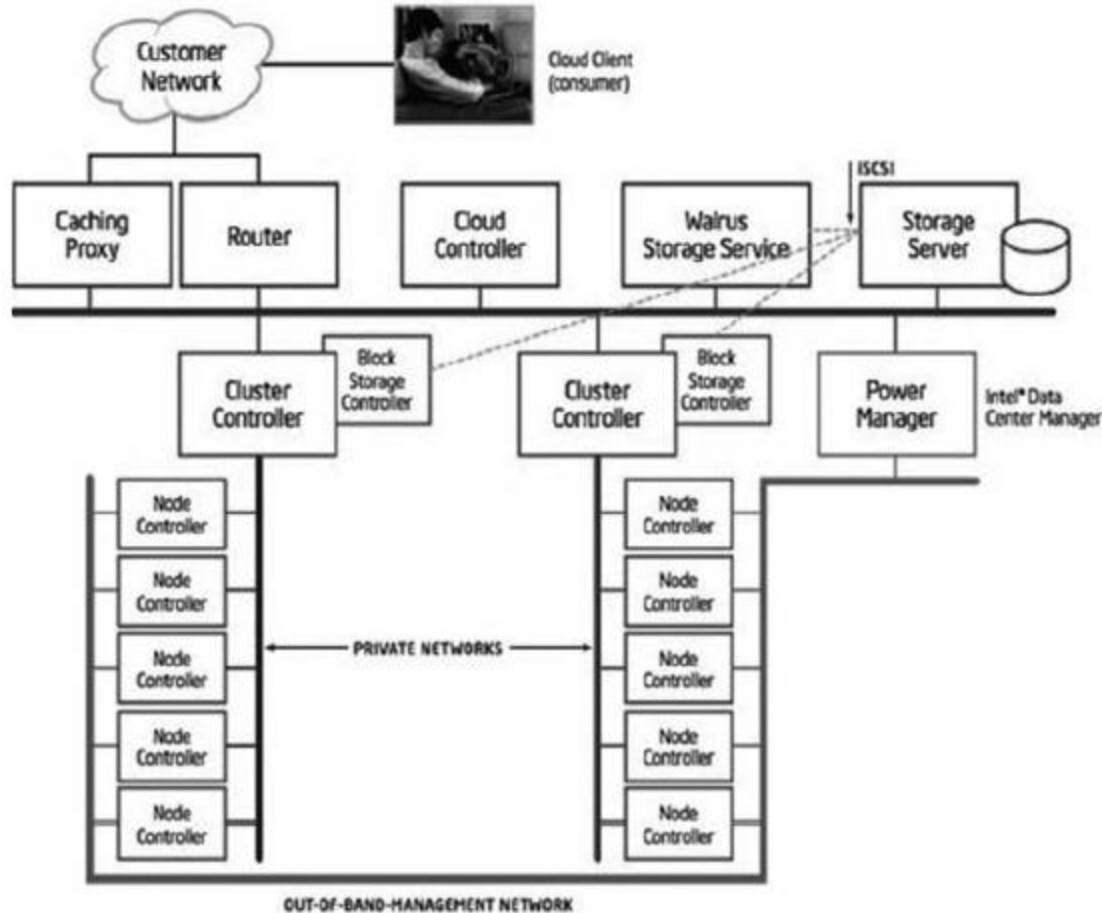 Customer
Network
Cloud Client
(consumer)
iSCSI
Caching
Proxy
Router
Cloud
Controller
Walrus
Storage Service
Storage
Server
Cluster
Controller
Block
Storage
Controller
Cluster
Controller
Block
Storage
Controller
Power
Manager
Intel® Data
Center Manager
Node
Controller
Node
Controller
Node
Controller
Node
Controller
Node
Controller
PRIVATE NETWORKS
Node
Controller
Node
Controller
Node
Controller
Node
Controller
Node
Controller
OUT-OF-BAND-MANAGEMENT NETWORK